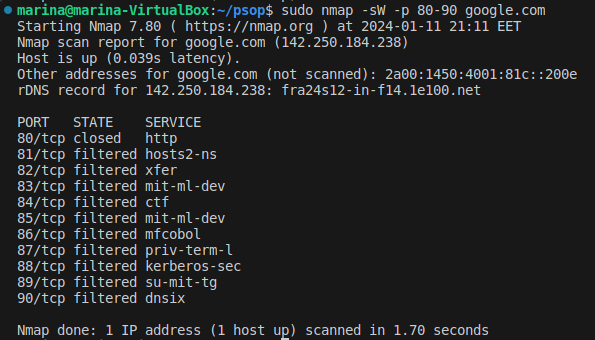 marina@marina-VirtualBox:~/psop$ sudo nmap -sW -p 80-90 google.com
Starting Nmap 7.80 ( https://nmap.org ) at 2024-01-11 21:11 EET
Nmap scan report for google.com (142.250.184.238)
Host is up (0.039s latency).
Other addresses for google.com (not scanned): 2a00:1450:4001:81c::200e
rDNS record for 142.250.184.238: fra24s12-in-f14.1e100.net

PORT   STATE    SERVICE
80/tcp closed   http
81/tcp filtered hosts2-ns
82/tcp filtered xfer
83/tcp filtered mit-ml-dev
84/tcp filtered ctf
85/tcp filtered mit-ml-dev
86/tcp filtered mfcobol
87/tcp filtered priv-term-l
88/tcp filtered kerberos-sec
89/tcp filtered su-mit-tg
90/tcp filtered dnsix

Nmap done: 1 IP address (1 host up) scanned in 1.70 seconds